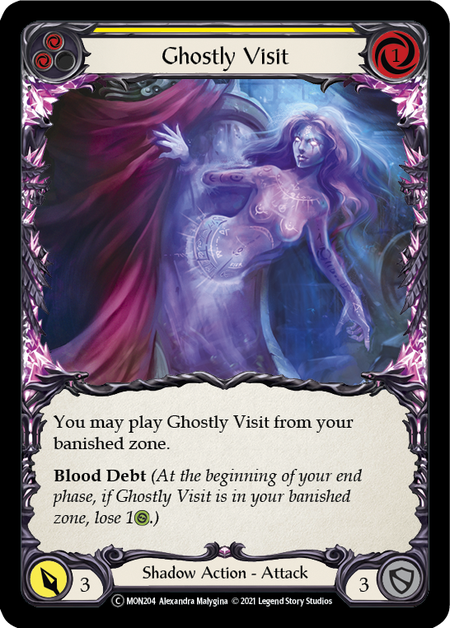 Ghostly Visit
1
You may play Ghostly Visit from your
banished zone.
Blood Debt (At the beginning of your end
phase, if Ghostly Visit is in your banished
zone, lose 1.)
3
Shadow Action - Attack
3
C MON204 Alexandra Malygina © 2021 Legend Story Studios